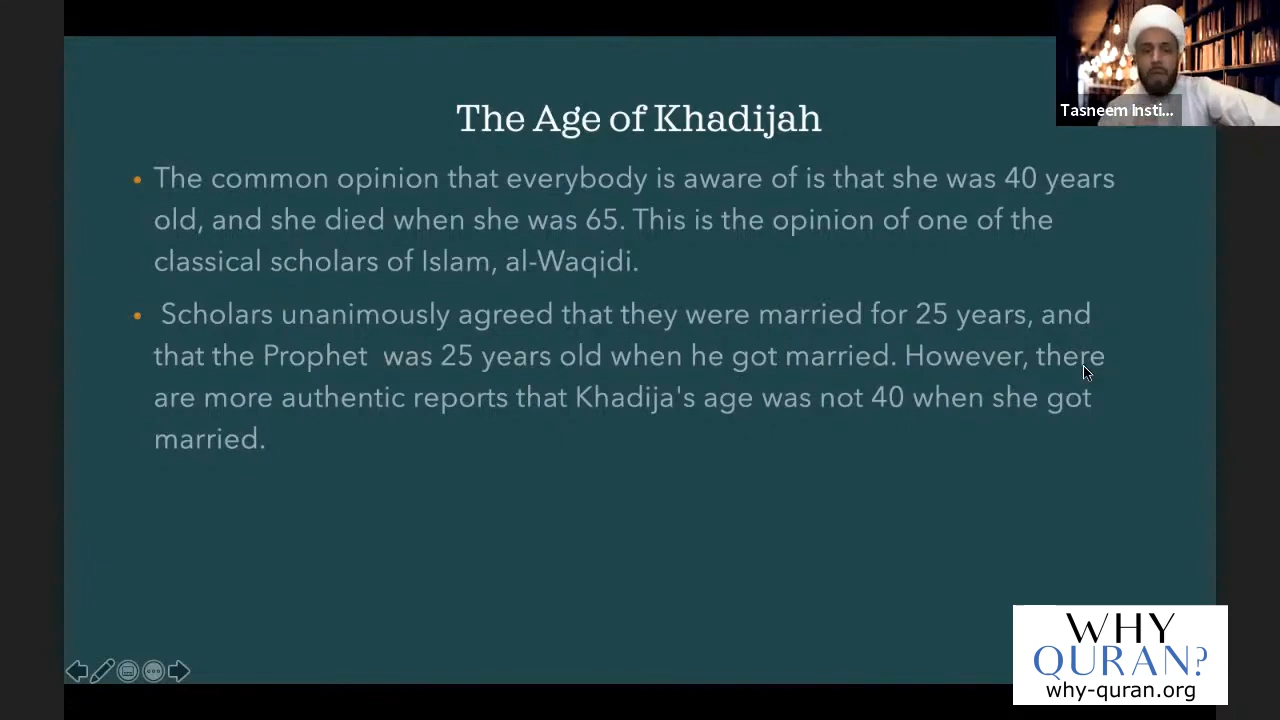 Tasneem Insti...
The Age of Khadijah
• The common opinion that everybody is aware of is that she was 40 years
old, and she died when she was 65. This is the opinion of one of the
classical scholars of Islam, al-Waqidi.
• Scholars unanimously agreed that they were married for 25 years, and
that the Prophet was 25 years old when he got married. However, there
are more authentic reports that Khadija's age was not 40 when she got
married.
WHY
QURAN?
why-quran.org